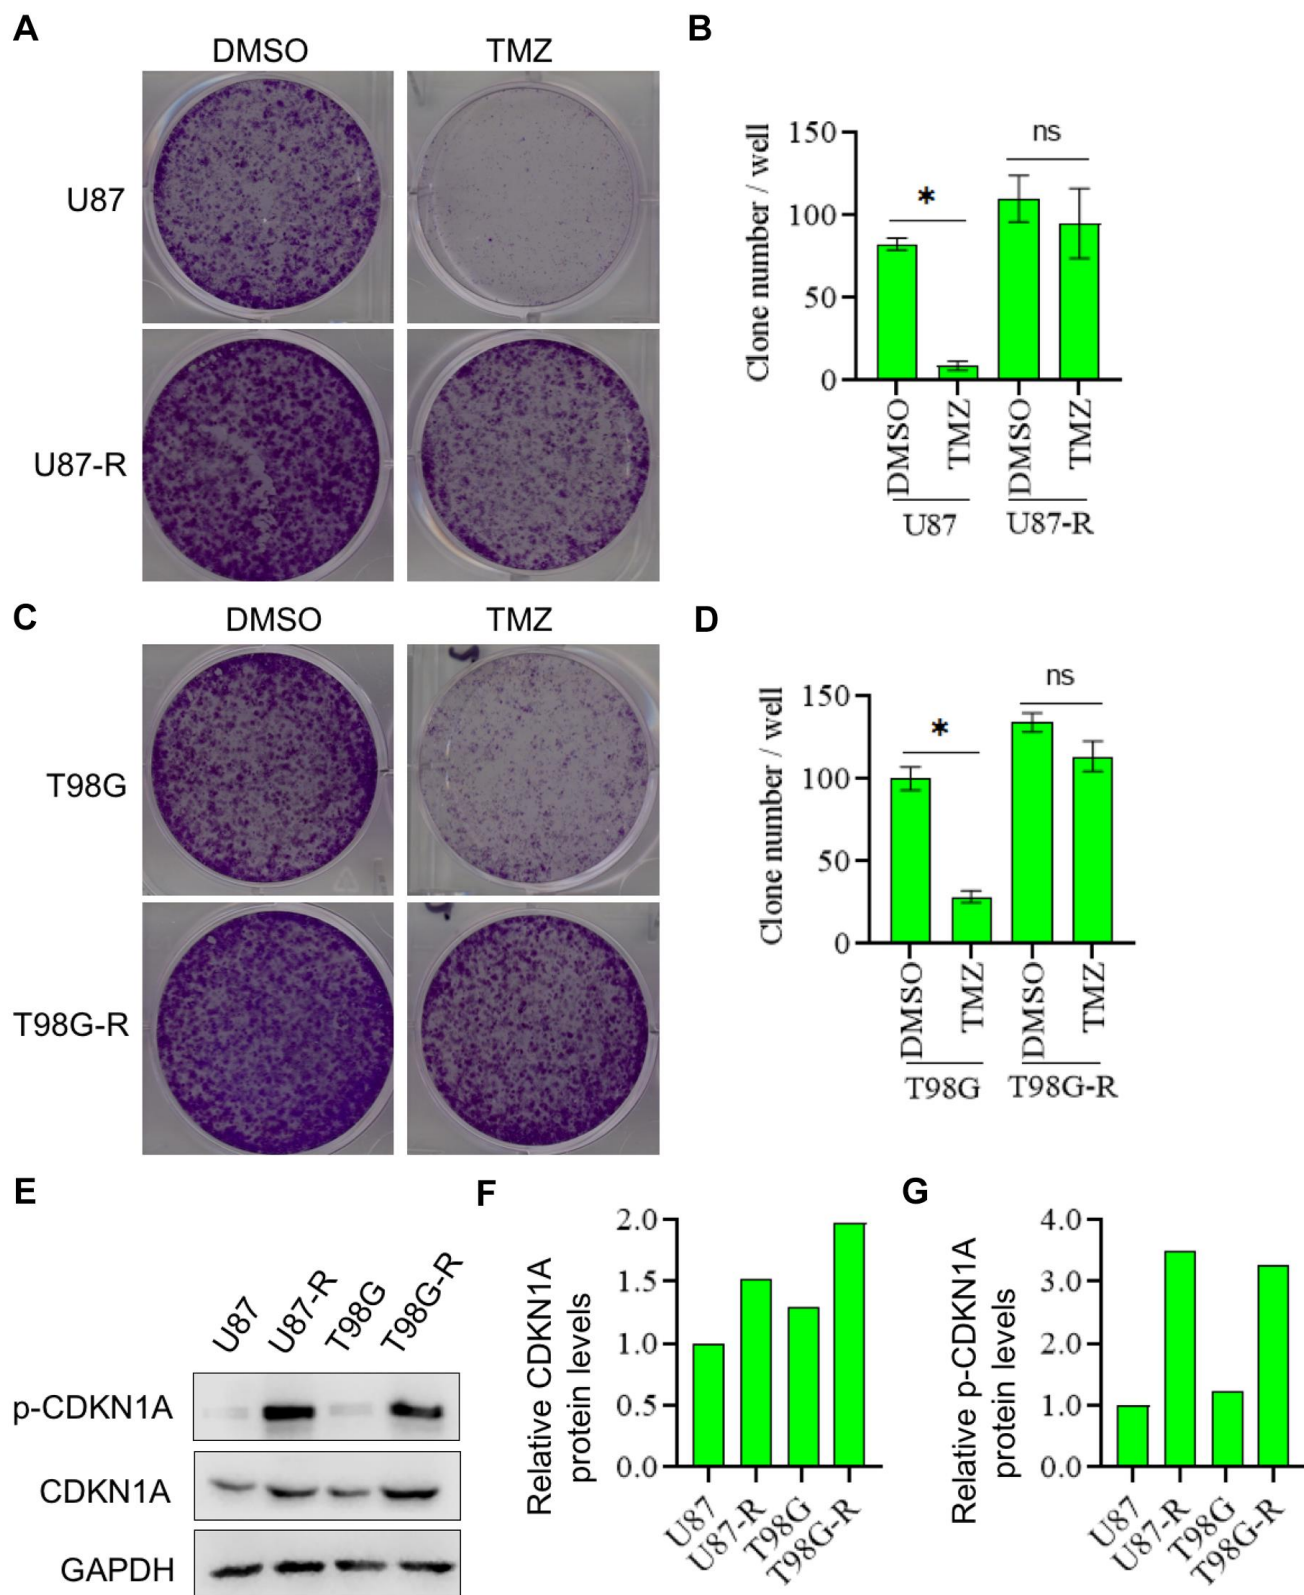 A
DMSO
TMZ
U87
U87-R
B
Clone number / well
150
100
50
0
*
ns
DMSO
TMZ
DMSO
TMZ
U87
U87-R
C
DMSO
TMZ
T98G
T98G-R
D
Clone number / well
150
100
50
0
*
ns
DMSO
TMZ
DMSO
TMZ
T98G
T98G-R
E
U87
U87-R
T98G
T98G-R
p-CDKN1A
CDKN1A
GAPDH
F
Relative CDKN1A
protein levels
2.0
1.5
1.0
0.5
0.0
U87
U87-R
T98G
T98G-R
G
Relative p-CDKN1A
protein levels
4.0
3.0
2.0
1.0
0.0
U87
U87-R
T98G
T98G-R